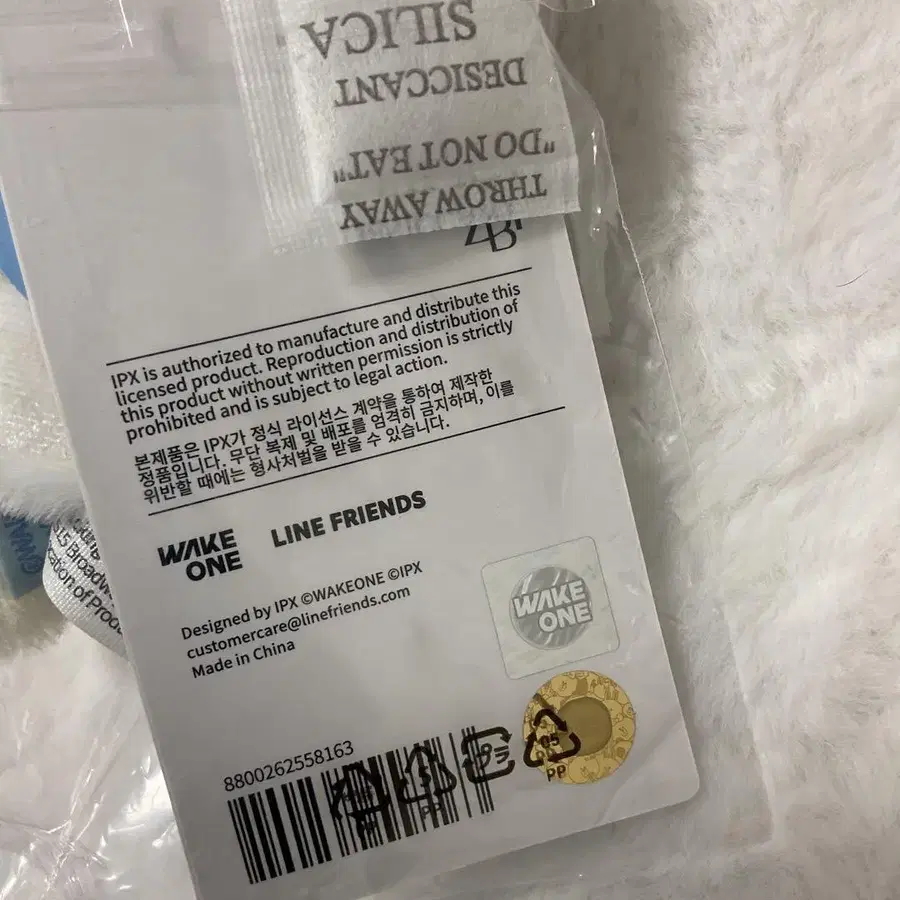 SILICA
DESICCANT
"DO NOT EAT"
THROW AWAY
IPX is authorized to manufacture and distribute this
licensed product. Reproduction and distribution of
this product without written permission is strictly
prohibited and is subject to legal action.
본제품은 IPX가 정식 라이선스 계약을 통하여 제작한
정품입니다. 무단 복제 및 배포를 엄격히 금지하며, 이를
위반할 때에는 형사처벌을 받을 수 있습니다.
WAKE
ONE
LINE FRIENDS
Designed by IPX ©WAKEONE ©IPX
customercare@linefriends.com
Made in China
WAKE
ONE
8800262558163
プラ
05
PP
PP
PP